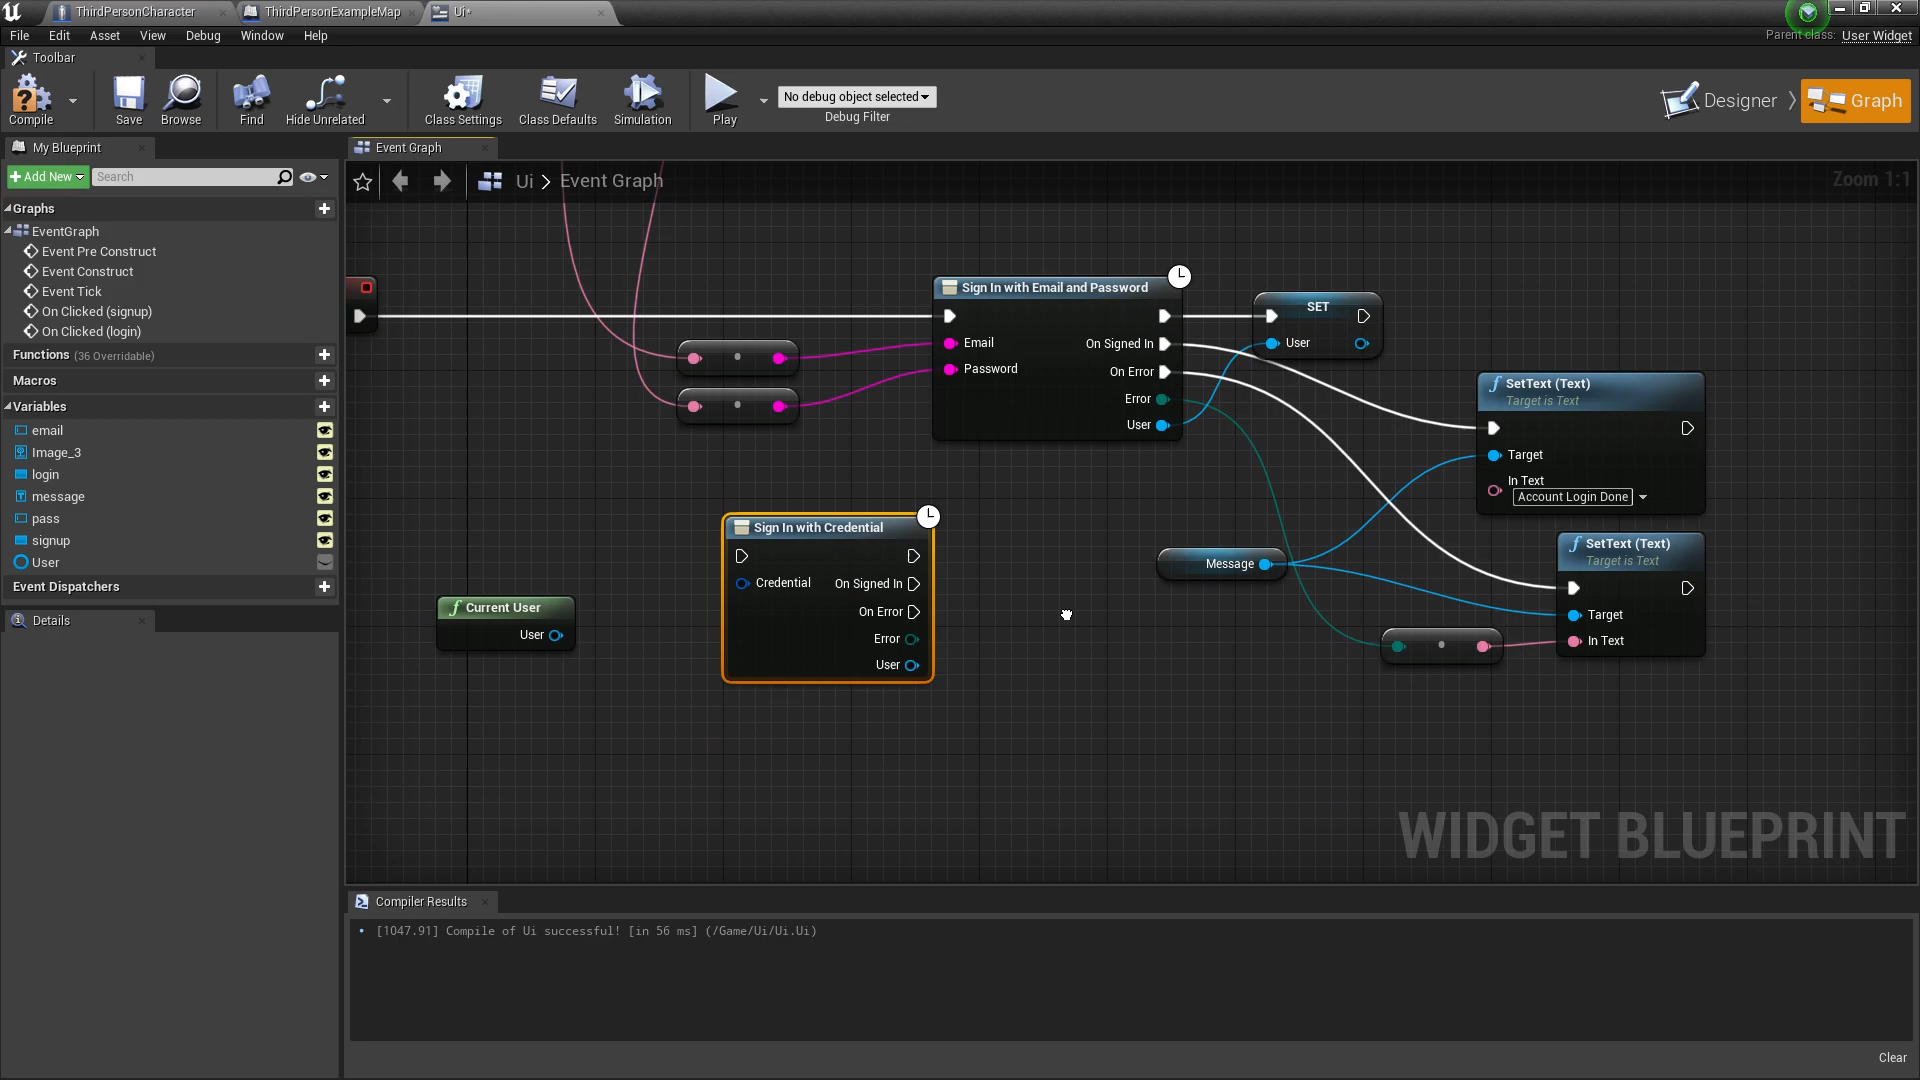 ThirdPersonCharacter
ThirdPersonExampleMap
Ui*
File
Edit
Asset
View
Debug
Window
Help
Parent class: User Widget
Toolbar
Compile
Save
Browse
Find
Hide Unrelated
Class Settings
Class Defaults
Simulation
Play
No debug object selected
Debug Filter
Designer
Graph
My Blueprint
Add New
Search
Graphs
EventGraph
Event Pre Construct
Event Construct
Event Tick
On Clicked (signup)
On Clicked (login)
Functions (36 Overridable)
Macros
Variables
email
Image_3
login
message
pass
signup
User
Event Dispatchers
Details
Event Graph
Ui > Event Graph
Zoom 1:1
Sign In with Email and Password
Email
Password
On Signed In
On Error
Error
User
SET
User
SetText (Text)
Target is Text
Target
In Text
Account Login Done
Sign In with Credential
Credential
On Signed In
On Error
Error
User
Current User
User
Message
SetText (Text)
Target is Text
Target
In Text
WIDGET BLUEPRINT
Compiler Results
[1047.91] Compile of Ui successful! [in 56 ms] (/Game/Ui/Ui.Ui)
Clear